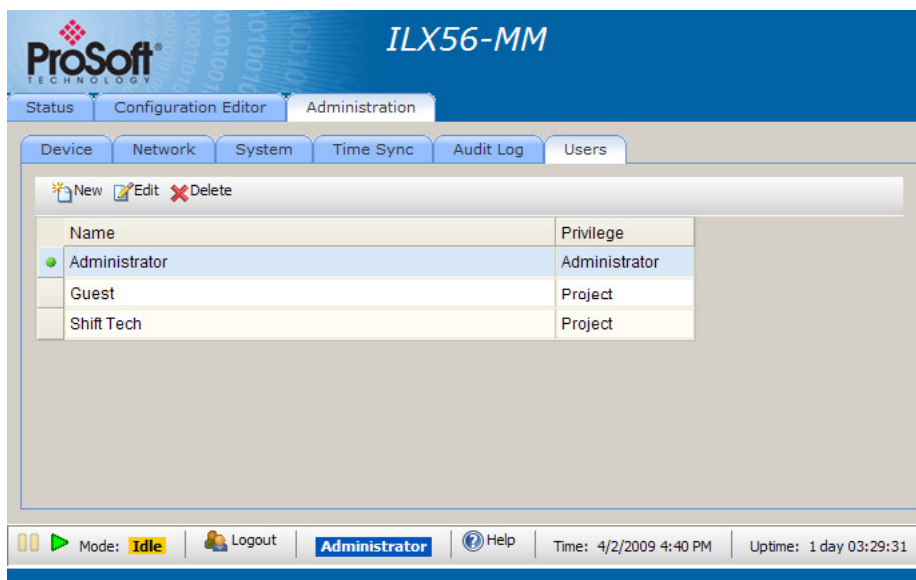 ProSoft®
TECHNOLOGY
ILX56-MM
Status Configuration Editor Administration
Device Network System Time Sync Audit Log Users
New Edit Delete
Name Privilege
Administrator Administrator
Guest Project
Shift Tech Project
Mode: Idle Logout Administrator Help Time: 4/2/2009 4:40 PM Uptime: 1 day 03:29:31